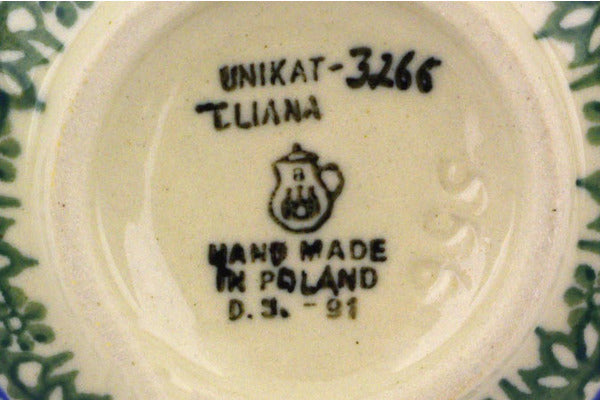 UNIKAT-3266
ELIANA
a
HAND MADE
IN POLAND
D.S.-91